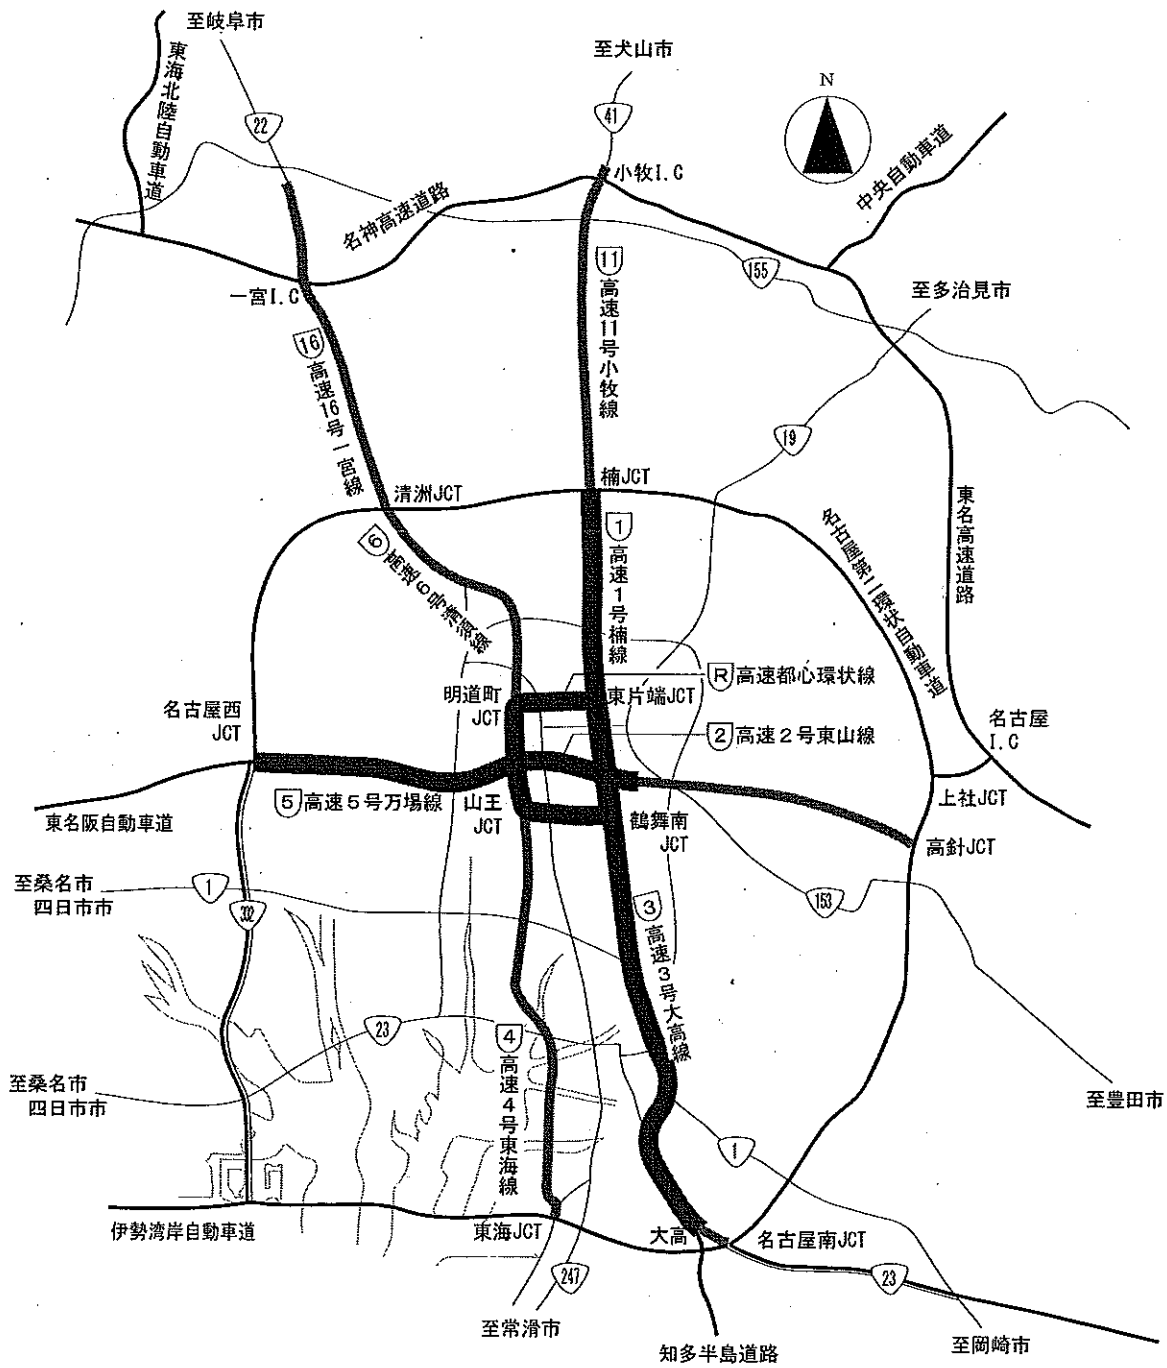 至岐阜市
至犬山市
東海北陸自動車道
22
41
N
小牧I.C
中央自動車道
名神高速道路
11
高速11号小牧線
155
至多治見市
一宮I.C
16
高速16号一宮線
19
楠JCT
清洲JCT
東名高速道路
1
高速1号楠線
名古屋第二環状自動車道
6
高速6号清須線
R
高速都心環状線
明道町
JCT
東片端JCT
名古屋西
JCT
2
高速2号東山線
名古屋
I.C
5
高速5号万場線
山王
JCT
鶴舞南
JCT
上社JCT
東名阪自動車道
高針JCT
至桑名市
四日市市
1
302
153
3
高速3号大高線
23
4
高速4号東海線
至桑名市
四日市市
至豊田市
1
伊勢湾岸自動車道
東海JCT
大高
名古屋南JCT
247
23
至常滑市
知多半島道路
至岡崎市